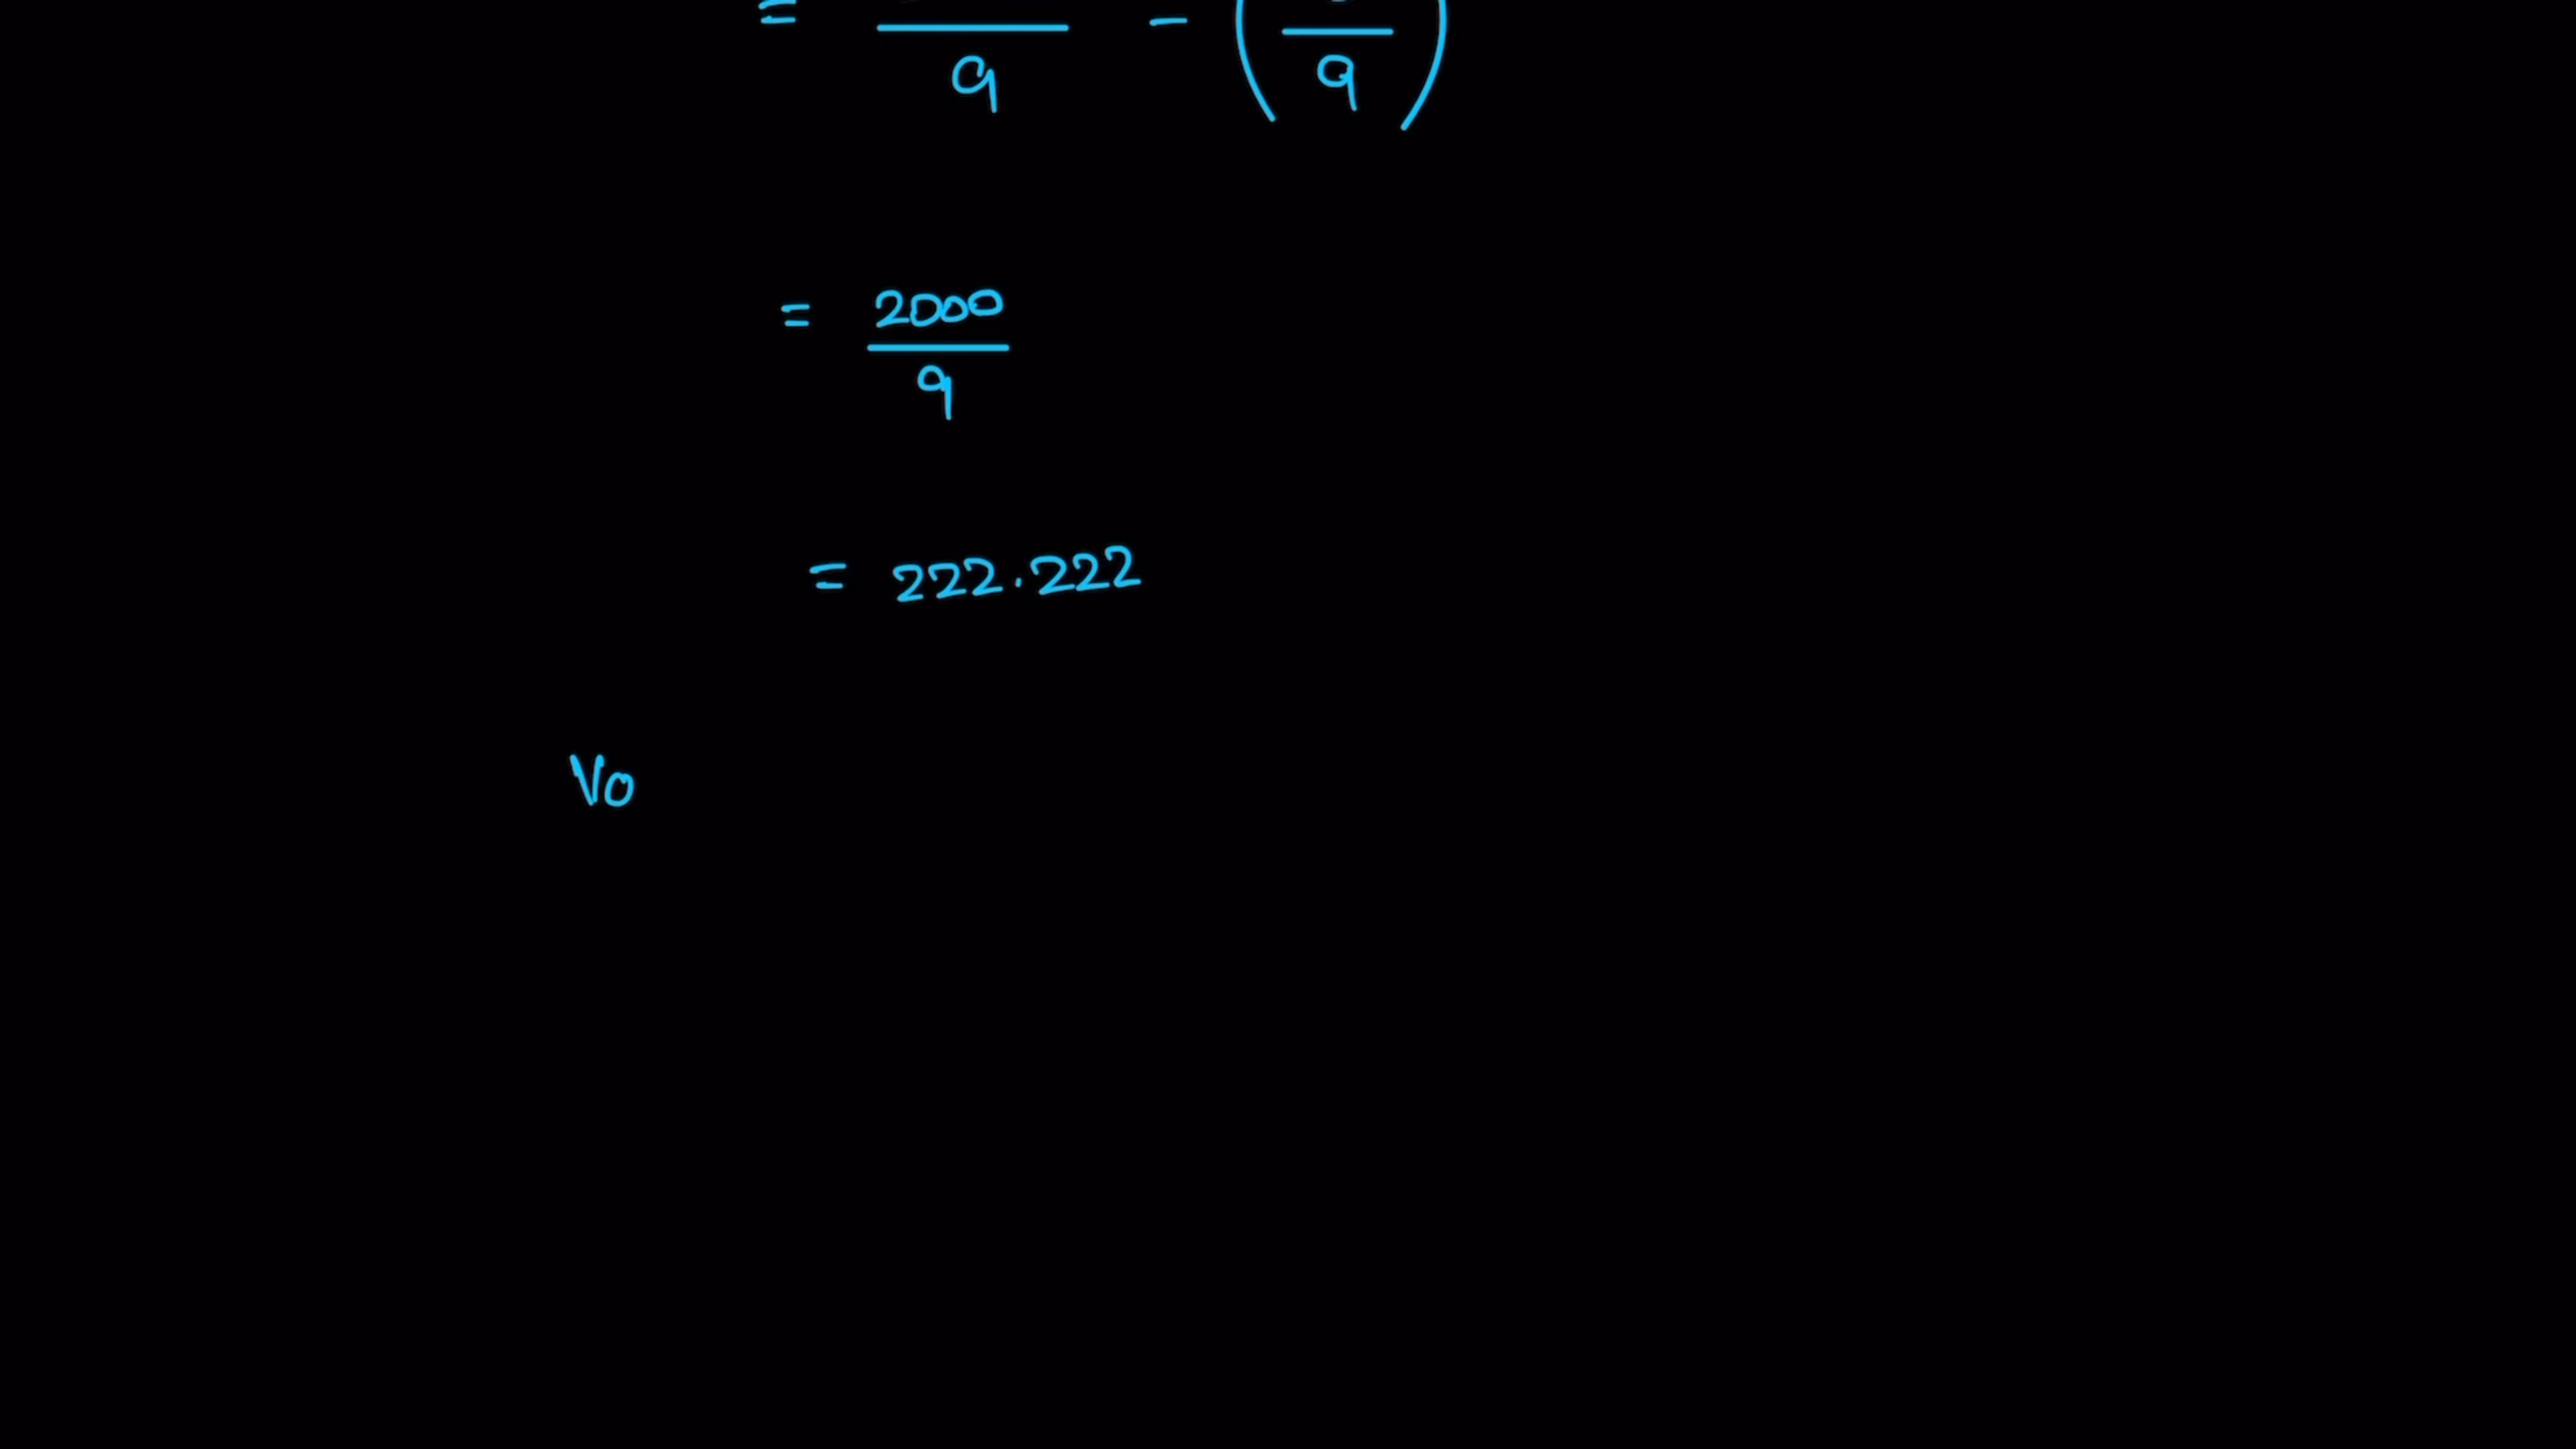 = / 9 - ( / 9 )
= 2000 / 9
= 222.222
Vo